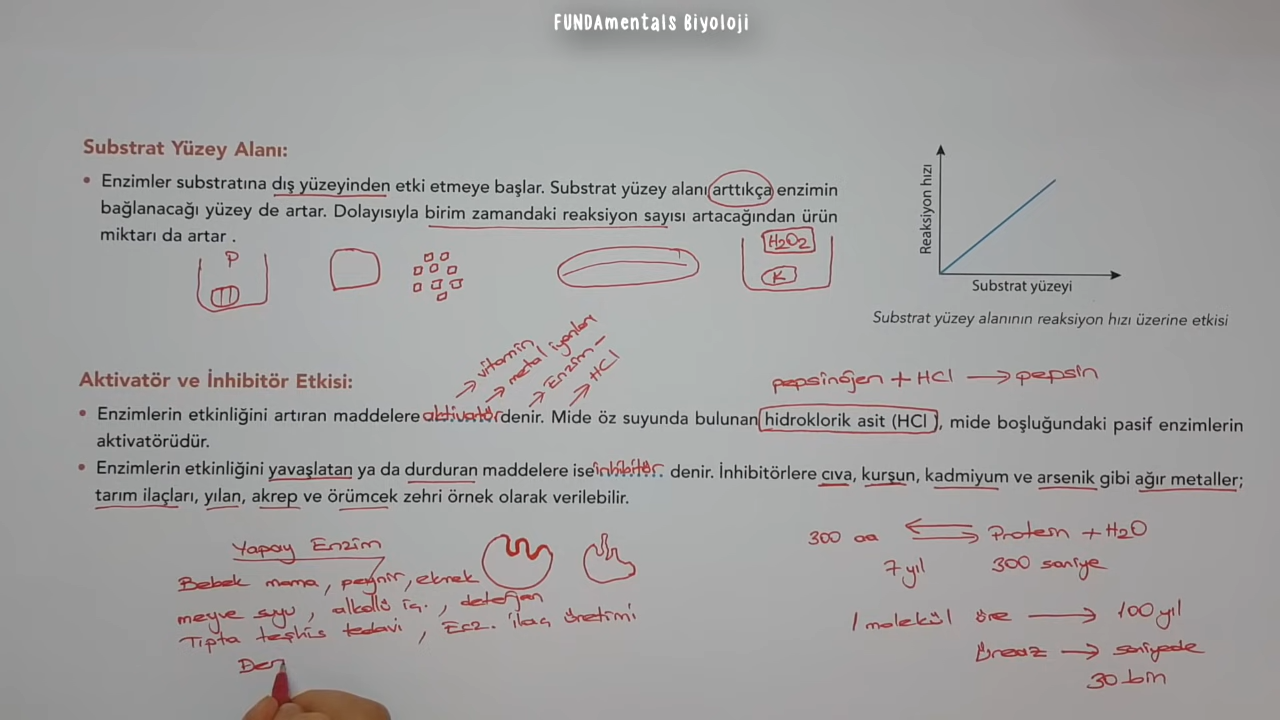 FUNDAmentals Biyoloji
Substrat Yüzey Alanı:
• Enzimler substratına dış yüzeyinden etki etmeye başlar. Substrat yüzey alanı arttıkça enzimin
bağlanacağı yüzey de artar. Dolayısıyla birim zamandaki reaksiyon sayısı artacağından ürün
miktarı da artar .
P
H2O2
K
Reaksiyon hızı
Substrat yüzeyi
Substrat yüzey alanının reaksiyon hızı üzerine etkisi
→ vitamin
→ metal iyonları
→ Enzim –
→ HCl
Aktivatör ve İnhibitör Etkisi:
pepsinojen + HCl → pepsin
• Enzimlerin etkinliğini artıran maddelere aktivatör denir. Mide öz suyunda bulunan hidroklorik asit (HCl ), mide boşluğundaki pasif enzimlerin
aktivatörüdür.
• Enzimlerin etkinliğini yavaşlatan ya da durduran maddelere ise inhibitör denir. İnhibitörlere cıva, kurşun, kadmiyum ve arsenik gibi ağır metaller;
tarım ilaçları, yılan, akrep ve örümcek zehri örnek olarak verilebilir.
Yapay Enzim
Bebek mama, peynir, ekmek
meyve suyu, alkollü iç., deterjan
Tıpta teşhis tedavi, Ecz. ilaç üretimi
Der
300 aa ⇌ Protein + H2O
7 yıl 300 saniye
1 molekül üre → 100 yıl
Üreaz → saniyede
30 bin